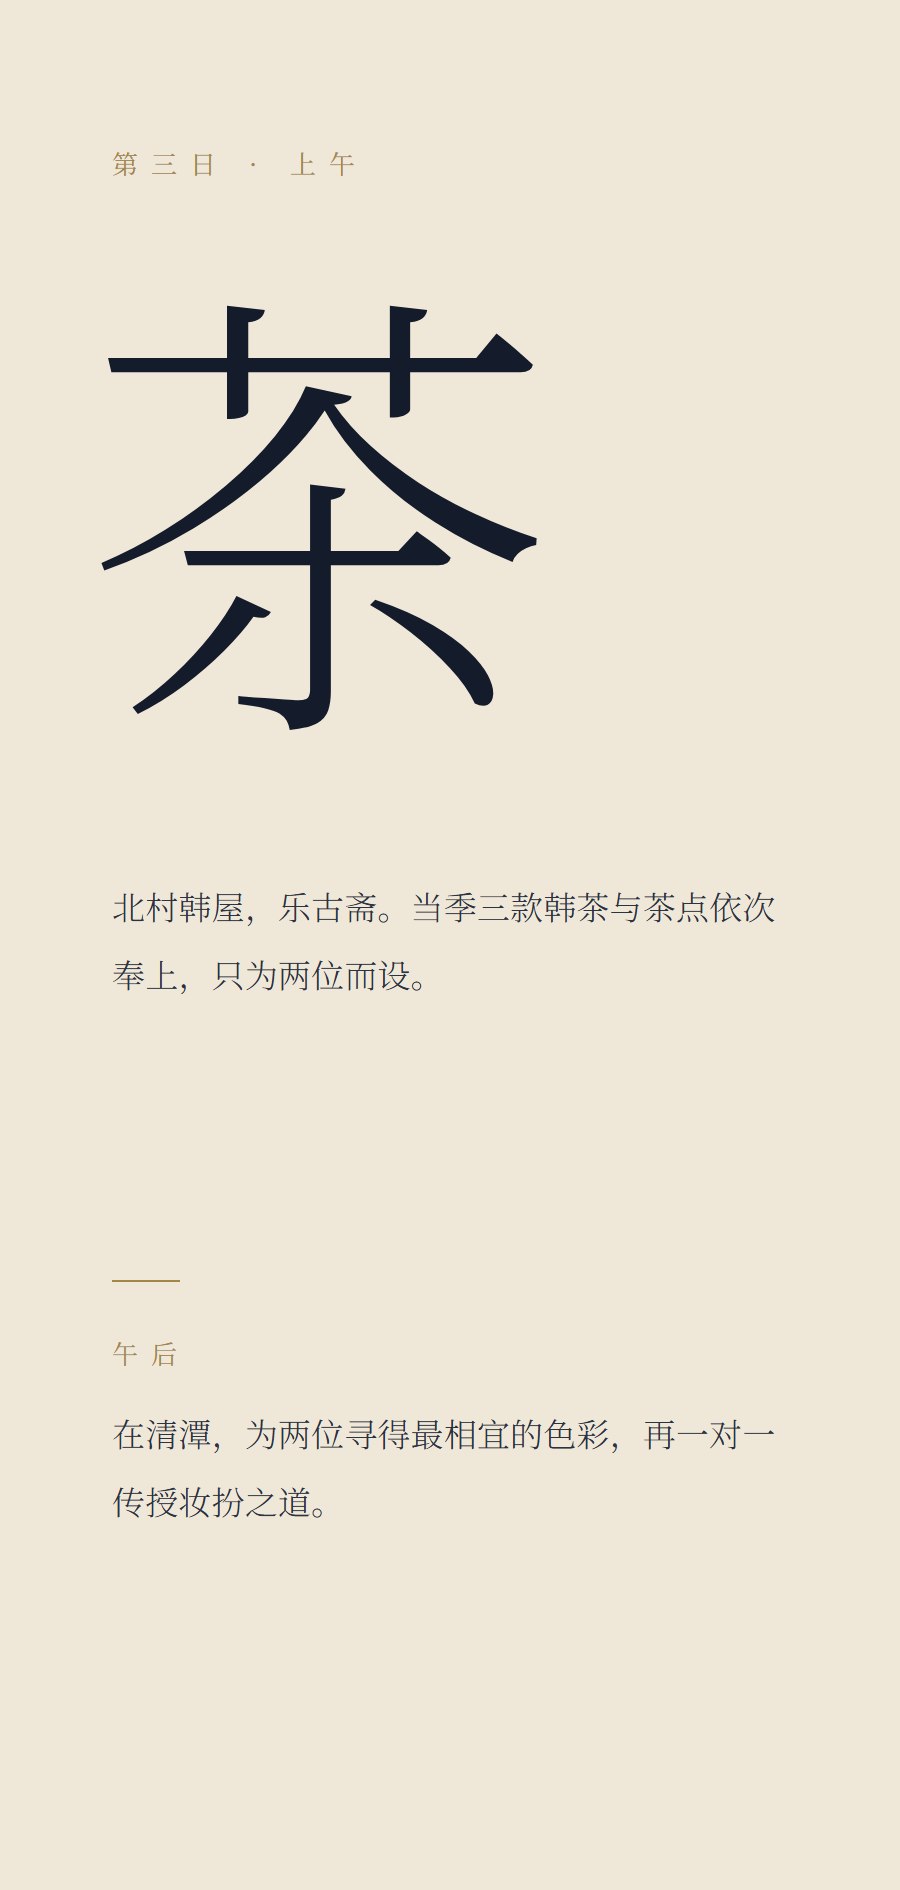 第三日 · 上午
茶
北村韩屋，乐古斋。当季三款韩茶与茶点依次
奉上，只为两位而设。
午后
在清潭，为两位寻得最相宜的色彩，再一对一
传授妆扮之道。